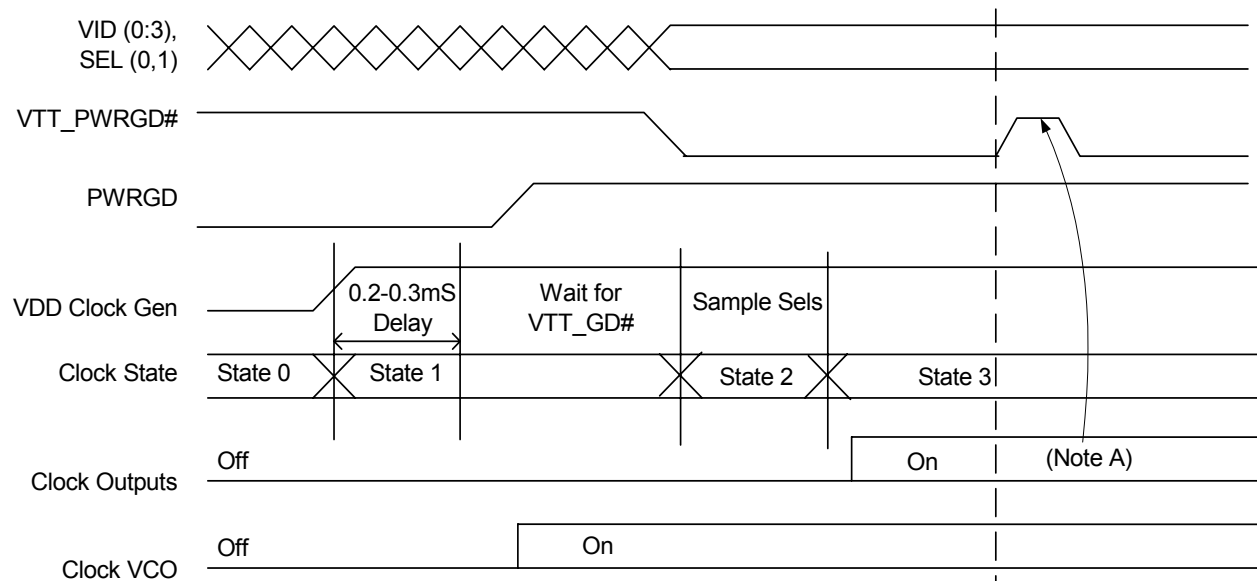 VID (0:3),
SEL (0,1)
VTT_PWRGD#
PWRGD
VDD Clock Gen
0.2-0.3mS
Delay
Wait for
VTT_GD#
Sample Sels
Clock State
State 0
State 1
State 2
State 3
Clock Outputs
Off
On
(Note A)
Clock VCO
Off
On